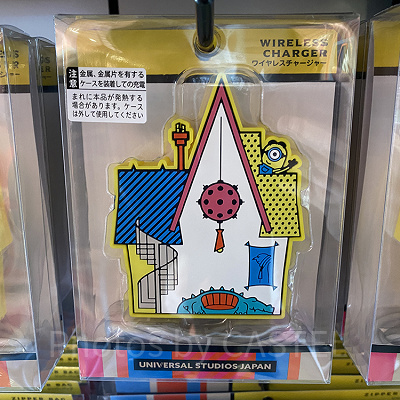 WIRELESS
CHARGER
ワイヤレスチャージャー
注意
金属、金属片を有する
ケースを装着しての充電
まれに本品が発熱する
場合があります。ケース
は外して使用してください
Photos by CASTEL
UNIVERSAL STUDIOS JAPAN